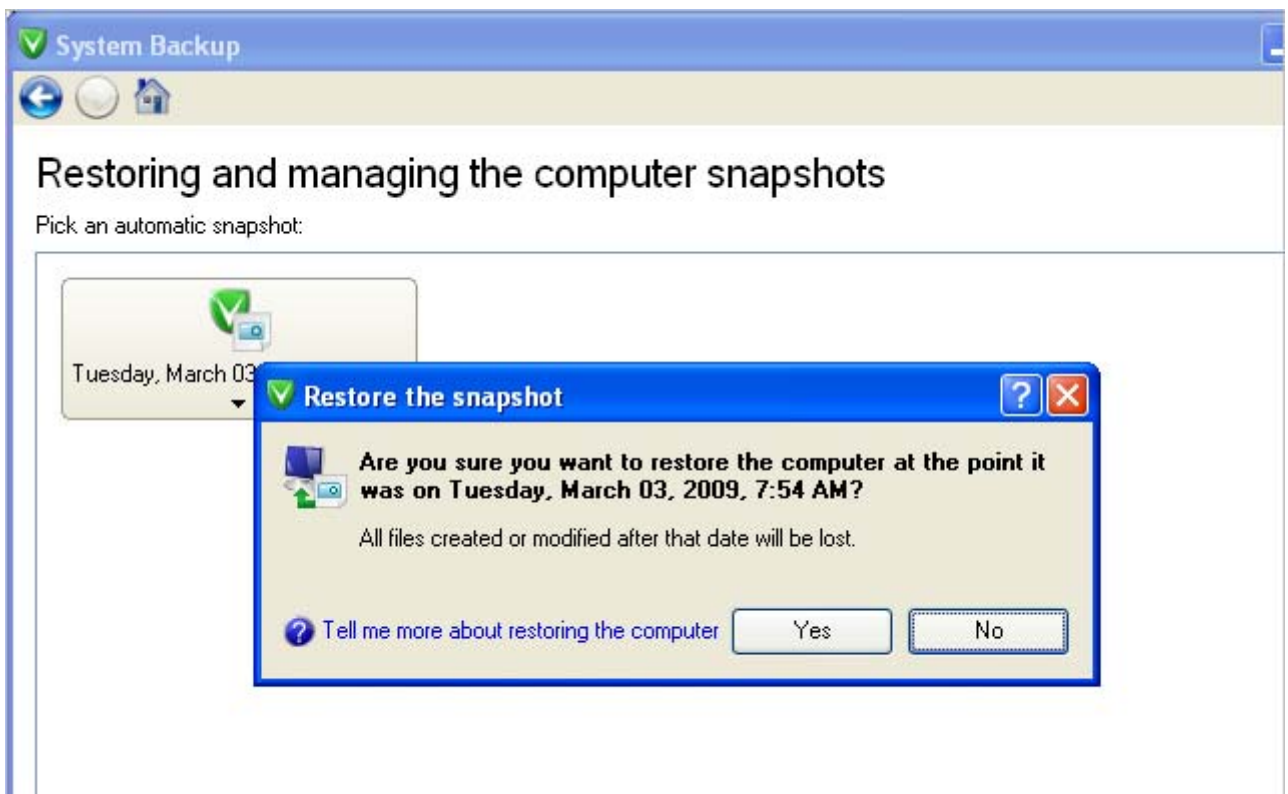 System Backup
Restoring and managing the computer snapshots
Pick an automatic snapshot:
Tuesday, March 03
Restore the snapshot
Are you sure you want to restore the computer at the point it
was on Tuesday, March 03, 2009, 7:54 AM?
All files created or modified after that date will be lost.
Tell me more about restoring the computer
Yes
No